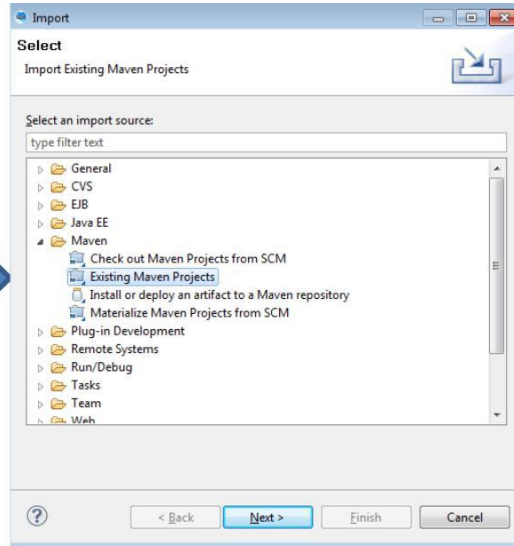 Import
Select
Import Existing Maven Projects
Select an import source:
type filter text
General
CVS
EJB
Java EE
Maven
Check out Maven Projects from SCM
Existing Maven Projects
Install or deploy an artifact to a Maven repository
Materialize Maven Projects from SCM
Plug-in Development
Remote Systems
Run/Debug
Tasks
Team
Web
? < Back Next > Finish Cancel